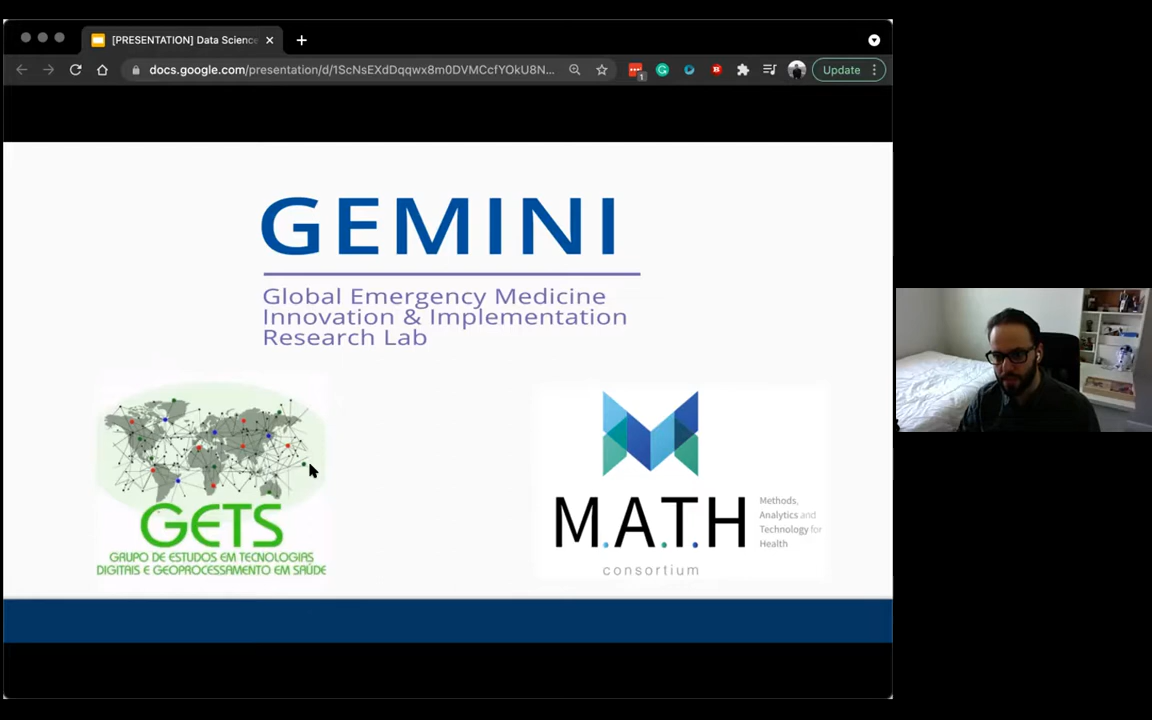 [PRESENTATION] Data Science
docs.google.com/presentation/d/1ScNsEXdDqqwx8m0DVMCcfYOkU8N...
1
Update
GEMINI
Global Emergency Medicine
Innovation & Implementation
Research Lab
GETS
GRUPO DE ESTUDOS EM TECNOLOGIAS
DIGITAIS E GEOPROCESSAMENTO EM SAÚDE
M.A.T.H
consortium
Methods,
Analytics and
Technology for
Health